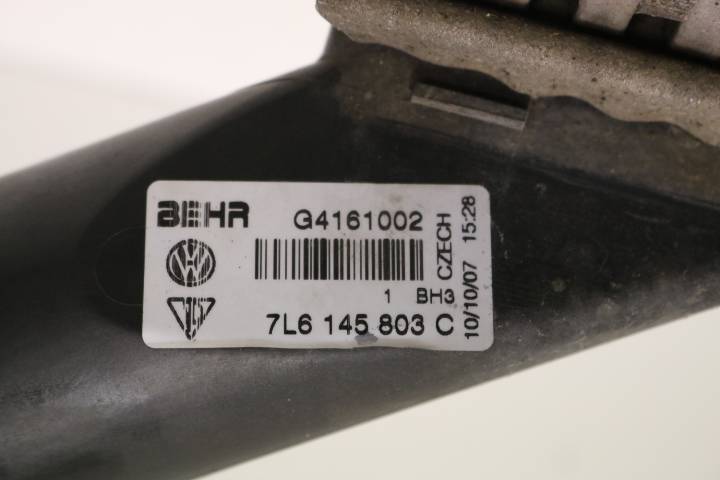 BEHR G4161002
1 BH3
7L6 145 803 C
CZECH
10/10/07 15:28